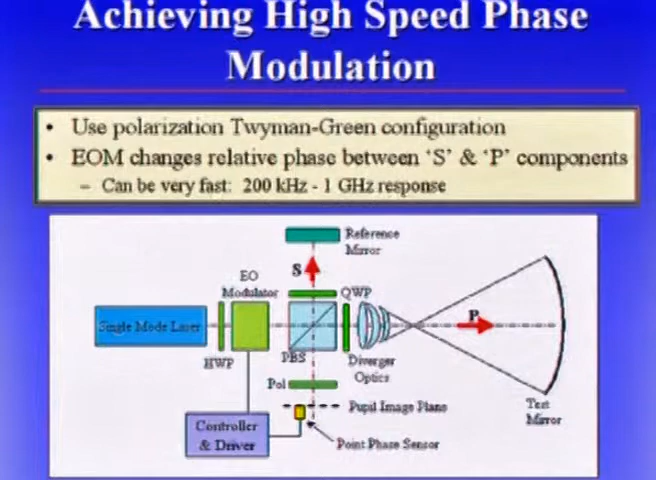 Achieving High Speed Phase
Modulation
• Use polarization Twyman-Green configuration
• EOM changes relative phase between ‘S’ & ‘P’ components
– Can be very fast: 200 kHz - 1 GHz response
Reference
Mirror
S
EO
Modulator
QWP
Single Mode Laser
P
HWP
PBS
Diverger
Optics
Pol
Pupil Image Plane
Test
Mirror
Controller
& Driver
Point Phase Sensor